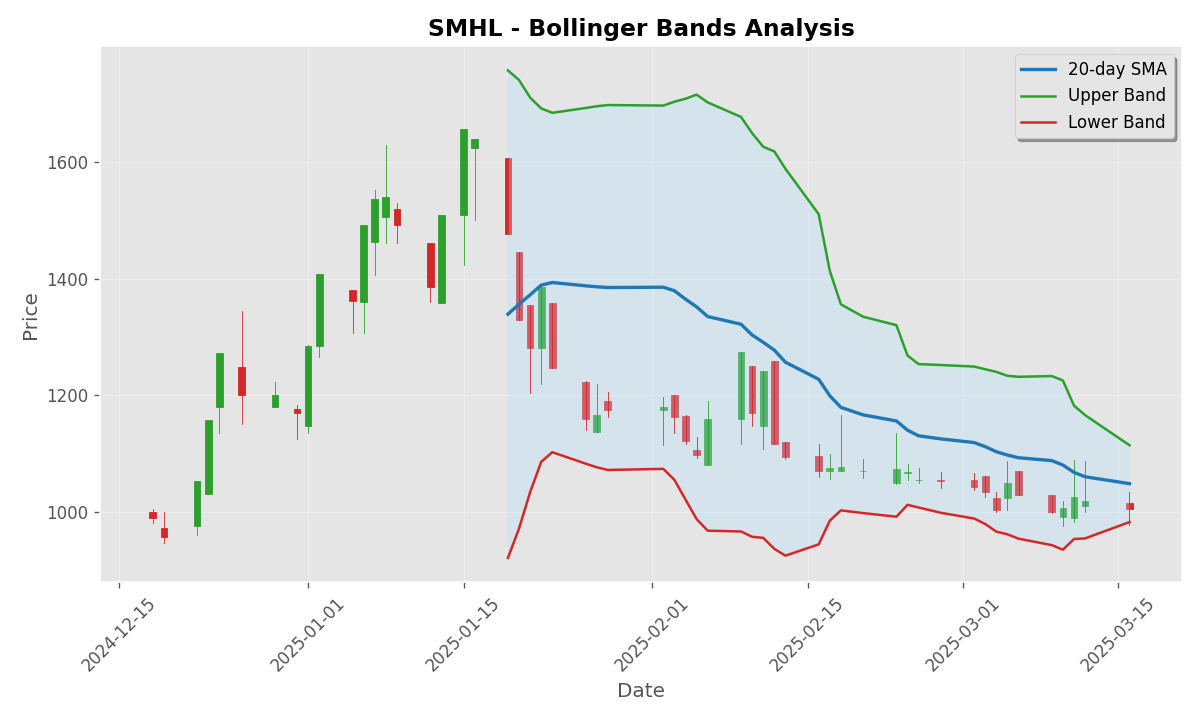 SMHL - Bollinger Bands Analysis
20-day SMA
Upper Band
Lower Band
Price
1600
1400
1200
1000
2024-12-15
2025-01-01
2025-01-15
2025-02-01
2025-02-15
2025-03-01
2025-03-15
Date